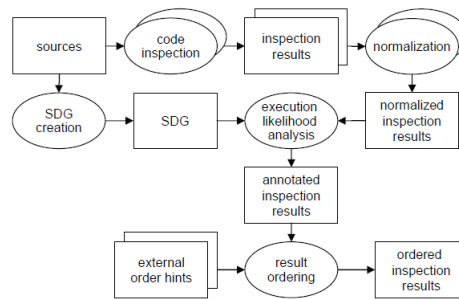 sources
code
inspection
inspection
results
normalization
SDG
creation
SDG
execution
likelihood
analysis
normalized
inspection
results
annotated
inspection
results
external
order hints
result
ordering
ordered
inspection
results